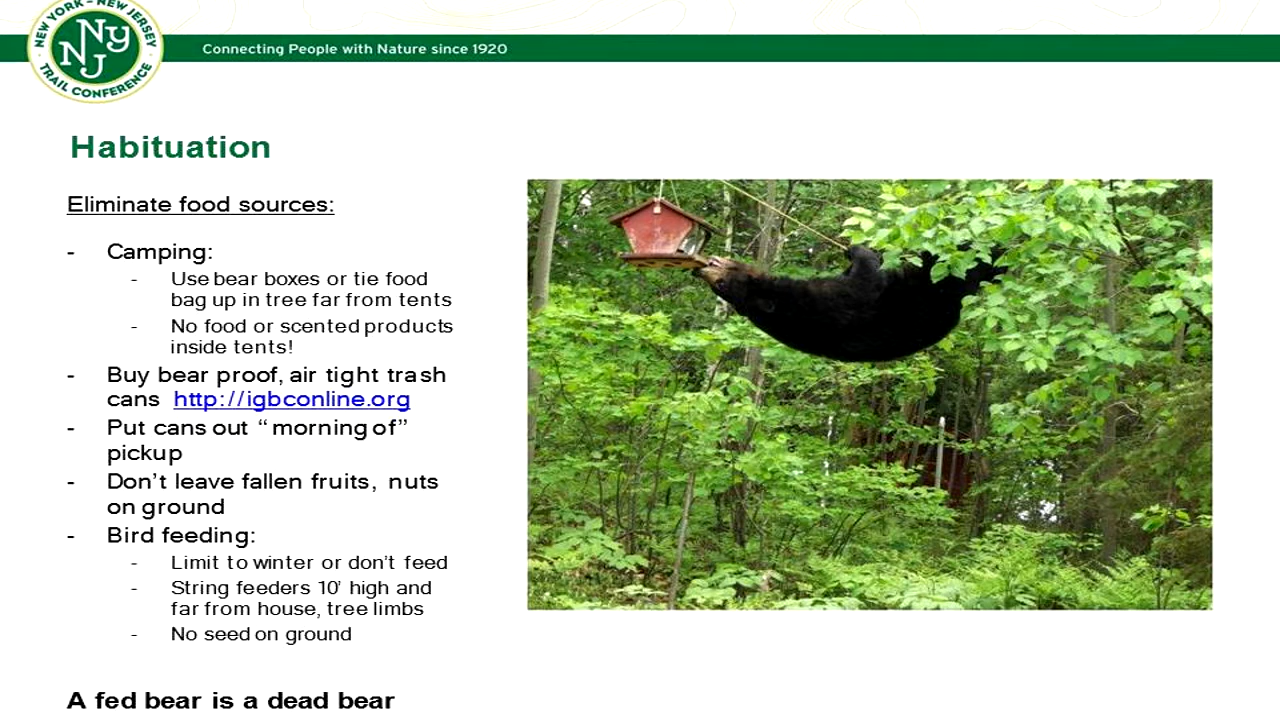 NEW YORK - NEW JERSEY
NY
NJ
TRAIL CONFERENCE
Connecting People with Nature since 1920
Habituation
Eliminate food sources:
- Camping:
- Use bear boxes or tie food
bag up in tree far from tents
- No food or scented products
inside tents!
- Buy bear proof, air tight trash
cans http://igbconline.org
- Put cans out “morning of”
pickup
- Don’t leave fallen fruits, nuts
on ground
- Bird feeding:
- Limit to winter or don’t feed
- String feeders 10’ high and
far from house, tree limbs
- No seed on ground
A fed bear is a dead bear